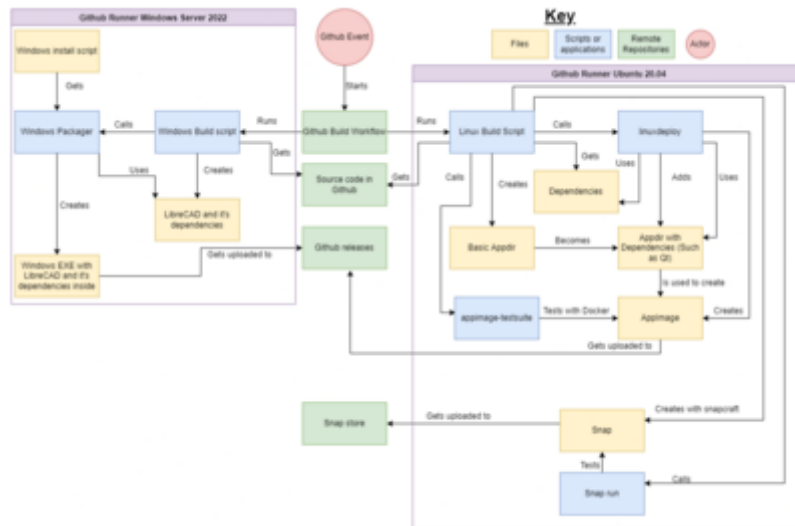 Github Runner Windows Server 2022
Key
Github Event
Files
Scripts or
applications
Remote
Repositories
Actor
Windows install script
Github Runner Ubuntu 20.04
Gets
Starts
Windows Packager
Calls
Windows Build script
Runs
Github Build Workflow
Runs
Linux Build Script
Calls
linuxdeploy
Gets
Source code in
Github
Gets
Gets
Uses
Creates
Calls
Creates
Dependencies
Uses
Adds
Uses
LibreCAD and it's
dependencies
Creates
Github releases
Basic Appdir
Becomes
Appdir with
Dependencies (Such
as Qt)
Windows EXE with
LibreCAD and it's
dependencies inside
Gets uploaded to
Is used to create
appimage-testsuite
Tests with Docker
AppImage
Creates
Gets uploaded to
Snap store
Gets uploaded to
Creates with snapcraft
Snap
Tests
Snap run
Calls